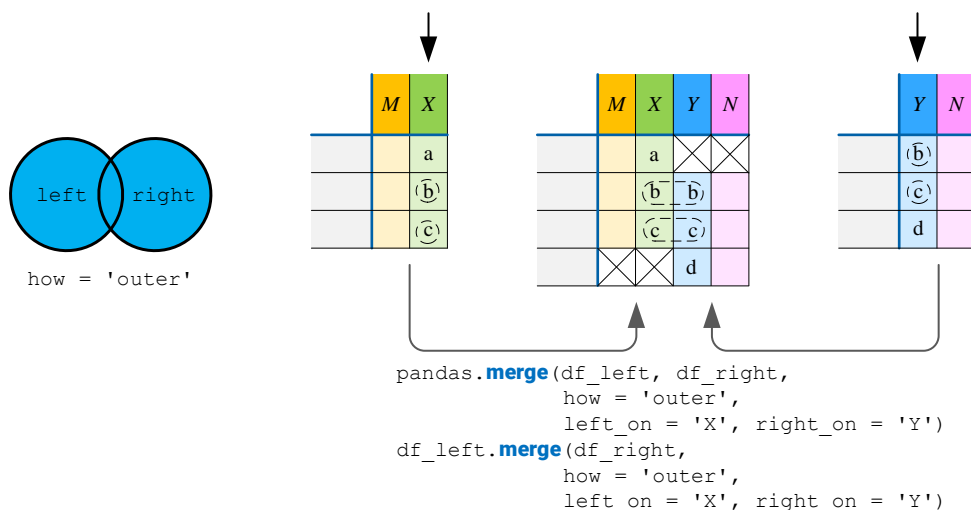 M X
a
b
c
M X Y N
a
b b
c c
d
Y N
b
c
d
left right
how = 'outer'
pandas.merge(df_left, df_right,
how = 'outer',
left_on = 'X', right_on = 'Y')
df_left.merge(df_right,
how = 'outer',
left_on = 'X', right_on = 'Y')